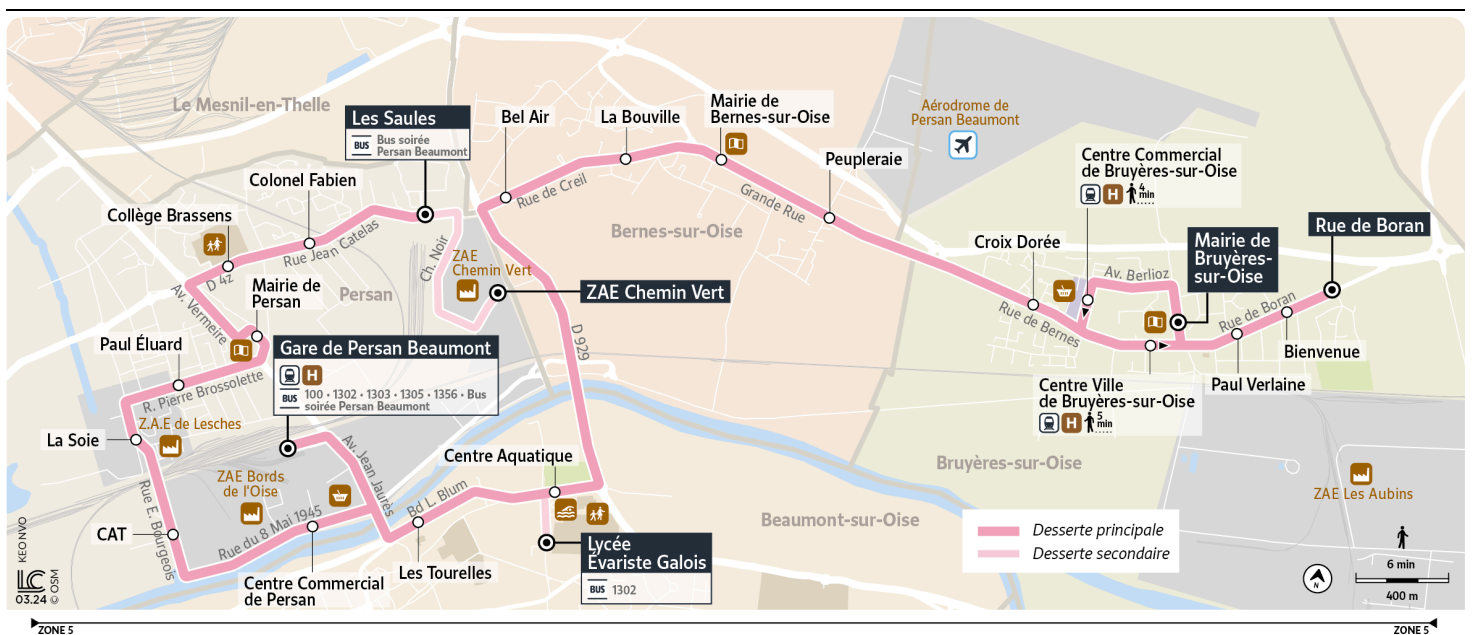 Le Mesnil-en-Thelle
Les Saules
BUS Bus soirée
Persan Beaumont
Bel Air
La Bouville
Mairie de
Bernes-sur-Oise
Aérodrome de
Persan Beaumont
Peupleraie
Centre Commercial
de Bruyères-sur-Oise
H 4
min
Colonel Fabien
Rue de Creil
Grande Rue
Collège Brassens
Rue Jean Catelas
Bernes-sur-Oise
Croix Dorée
Mairie de
Bruyères-
sur-Oise
Rue de Boran
Ch. Noir
ZAE
Chemin Vert
D 4z
Av. Berlioz
Mairie de
Persan
Persan
ZAE Chemin Vert
Av. Vermeire
Rue de Bernes
Rue de Boran
Paul Éluard
Gare de Persan Beaumont
H
BUS 100 • 1302 • 1303 • 1305 • 1356 • Bus
soirée Persan Beaumont
D 929
Bienvenue
R. Pierre Brossolette
Centre Ville
de Bruyères-sur-Oise
H 5
min
Paul Verlaine
Z.A.E de Lesches
La Soie
Av. Jean Jaurès
Centre Aquatique
Bruyères-sur-Oise
ZAE Bords
de l'Oise
Bd L. Blum
ZAE Les Aubins
Rue E. Bourgeois
CAT
Rue du 8 Mai 1945
Beaumont-sur-Oise
Desserte principale
Desserte secondaire
Lycée
Évariste Galois
BUS 1302
Les Tourelles
Centre Commercial
de Persan
KEO NVO
LC
03.24 © OSM
N
6 min
400 m
ZONE 5
ZONE 5